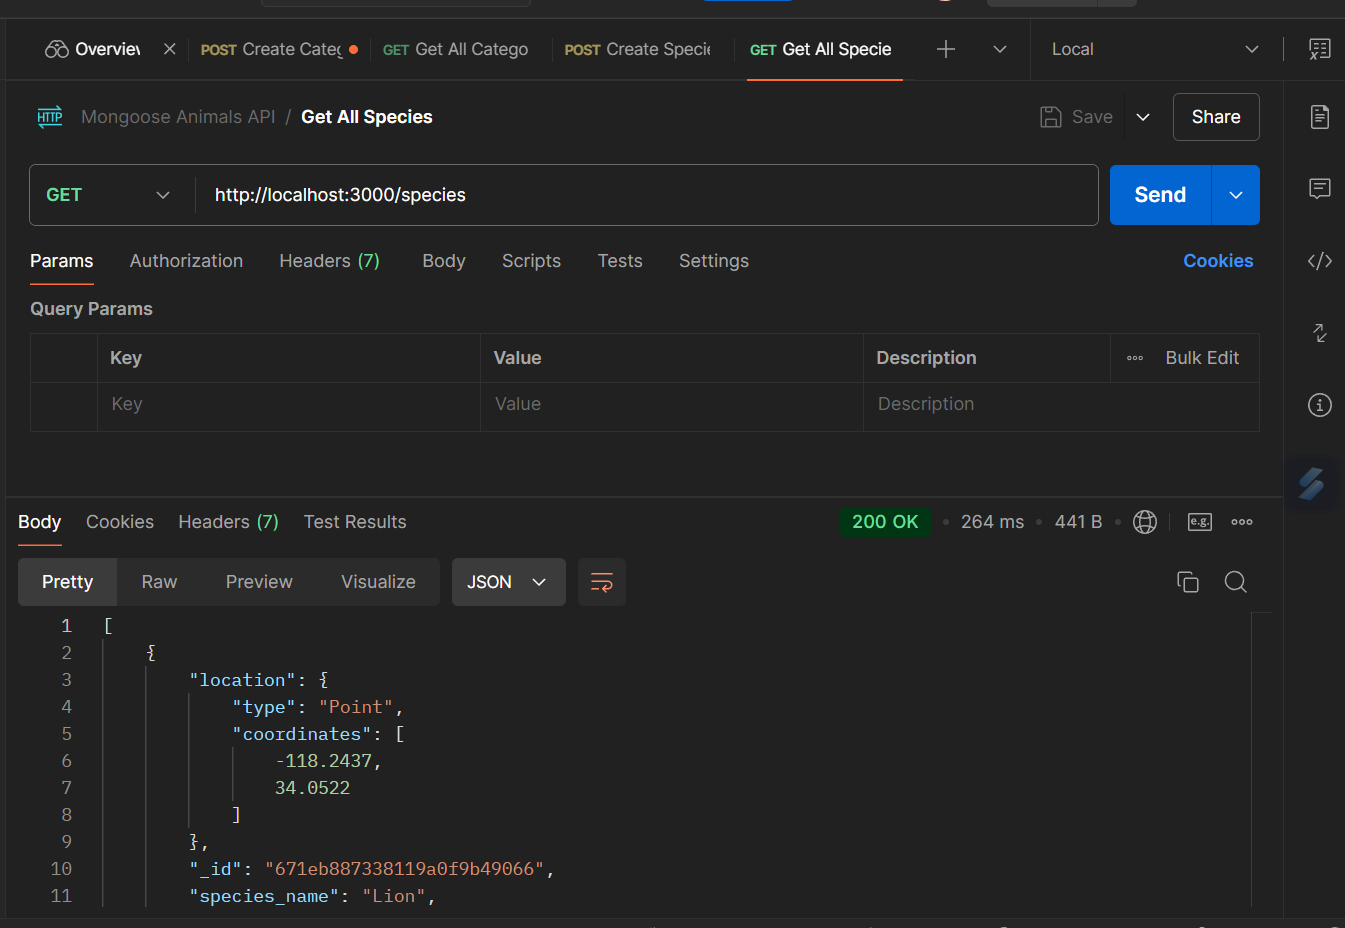 Overview
POST Create Categ
GET Get All Catego
POST Create Specie
GET Get All Specie
Local
HTTP
Mongoose Animals API / Get All Species
Save
Share
GET
http://localhost:3000/species
Send
Params
Authorization
Headers (7)
Body
Scripts
Tests
Settings
Cookies
Query Params
Key
Value
Description
Bulk Edit
Key
Value
Description
Body
Cookies
Headers (7)
Test Results
200 OK
264 ms
441 B
e.g.
Pretty
Raw
Preview
Visualize
JSON
1 [
2 {
3 "location": {
4 "type": "Point",
5 "coordinates": [
6 -118.2437,
7 34.0522
8 ]
9 },
10 "_id": "671eb887338119a0f9b49066",
11 "species_name": "Lion",